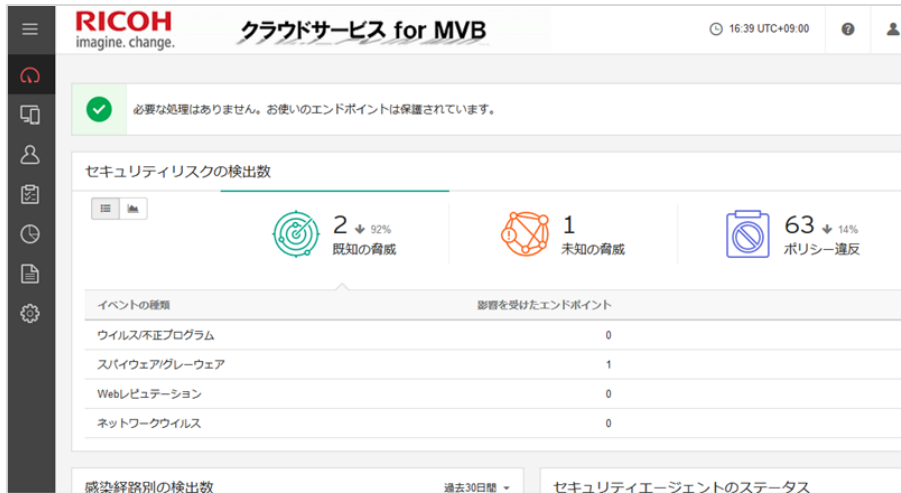 RICOH
imagine. change.
クラウドサービス for MVB
16:39 UTC+09:00
必要な処理はありません。お使いのエンドポイントは保護されています。
セキュリティリスクの検出数
2 92%
既知の脅威
1
未知の脅威
63 14%
ポリシー違反
イベントの種類 影響を受けたエンドポイント
ウイルス/不正プログラム 0
スパイウェア/グレーウェア 1
Webレピュテーション 0
ネットワークウイルス 0
感染経路別の検出数 過去30日間 セキュリティエージェントのステータス